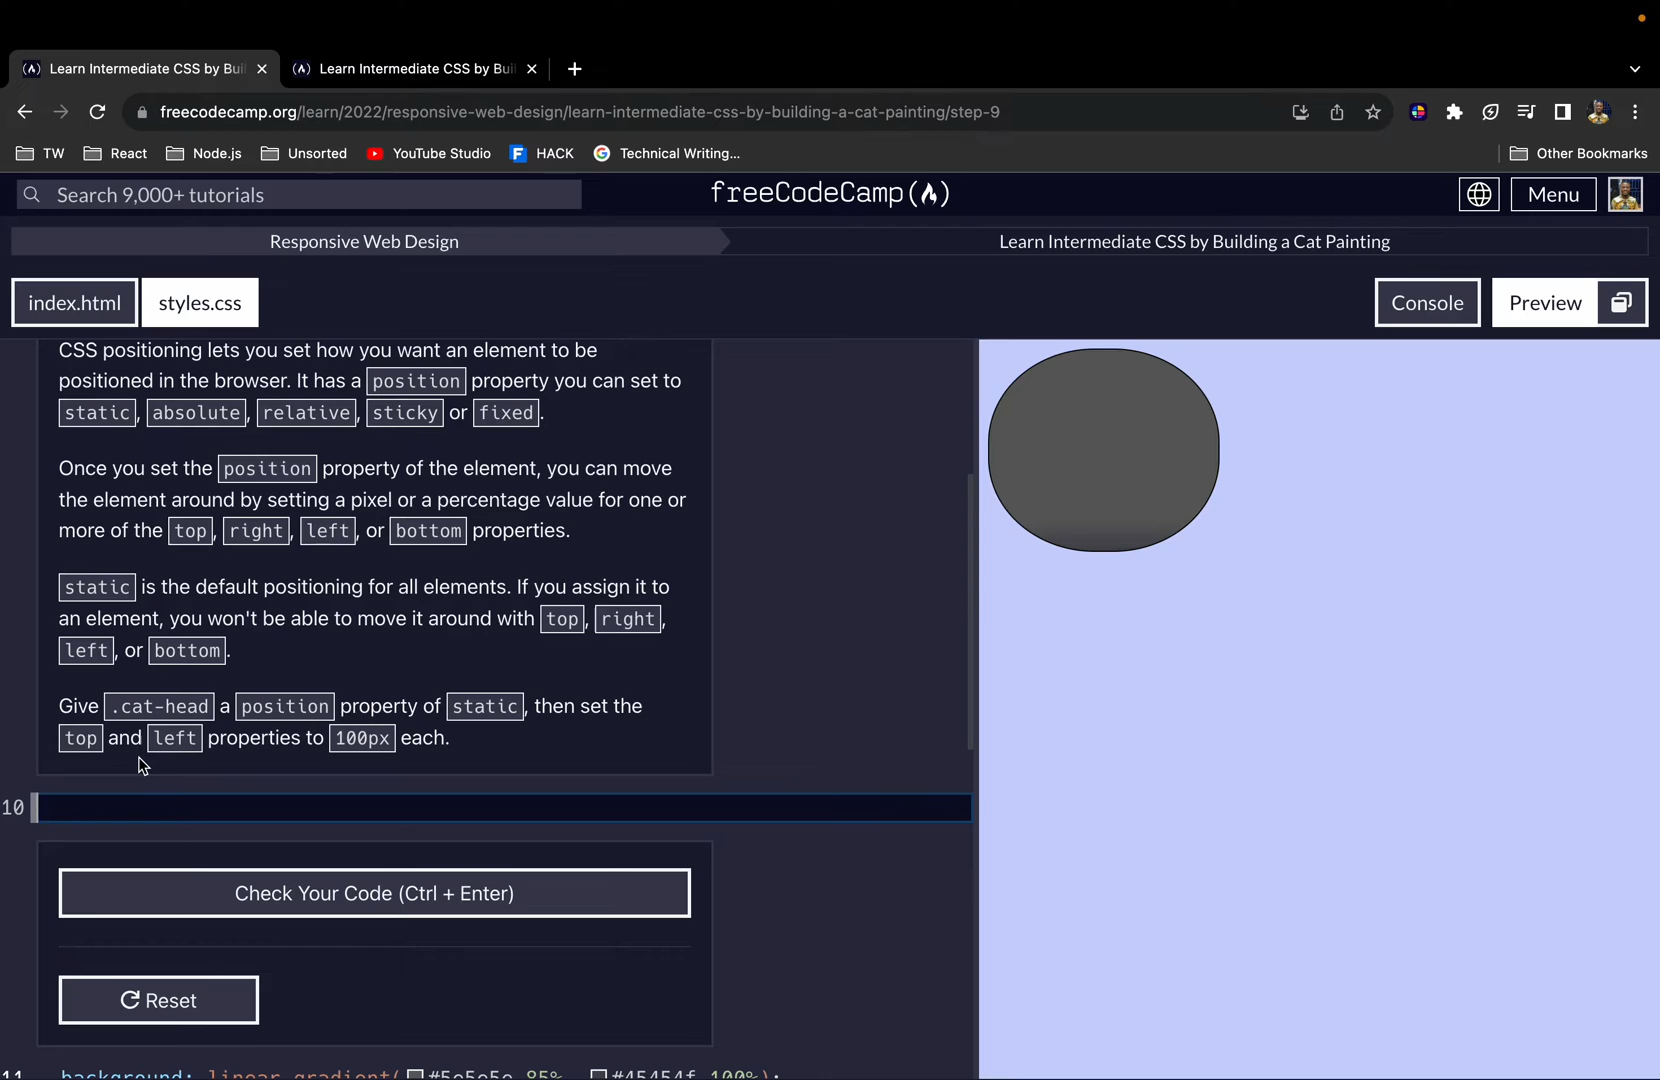 Learn Intermediate CSS by Bui
Learn Intermediate CSS by Bui
freecodecamp.org/learn/2022/responsive-web-design/learn-intermediate-css-by-building-a-cat-painting/step-9
TW React Node.js Unsorted YouTube Studio HACK Technical Writing... Other Bookmarks
Search 9,000+ tutorials freeCodeCamp Menu
Responsive Web Design Learn Intermediate CSS by Building a Cat Painting
index.html styles.css Console Preview
CSS positioning lets you set how you want an element to be
positioned in the browser. It has a position property you can set to
static, absolute, relative, sticky or fixed.
Once you set the position property of the element, you can move
the element around by setting a pixel or a percentage value for one or
more of the top, right, left, or bottom properties.
static is the default positioning for all elements. If you assign it to
an element, you won't be able to move it around with top, right,
left, or bottom.
Give .cat-head a position property of static, then set the
top and left properties to 100px each.
10
Check Your Code (Ctrl + Enter)
Reset
11 background: linear-gradient(#5e5e5e 85%, #45454f 100%);